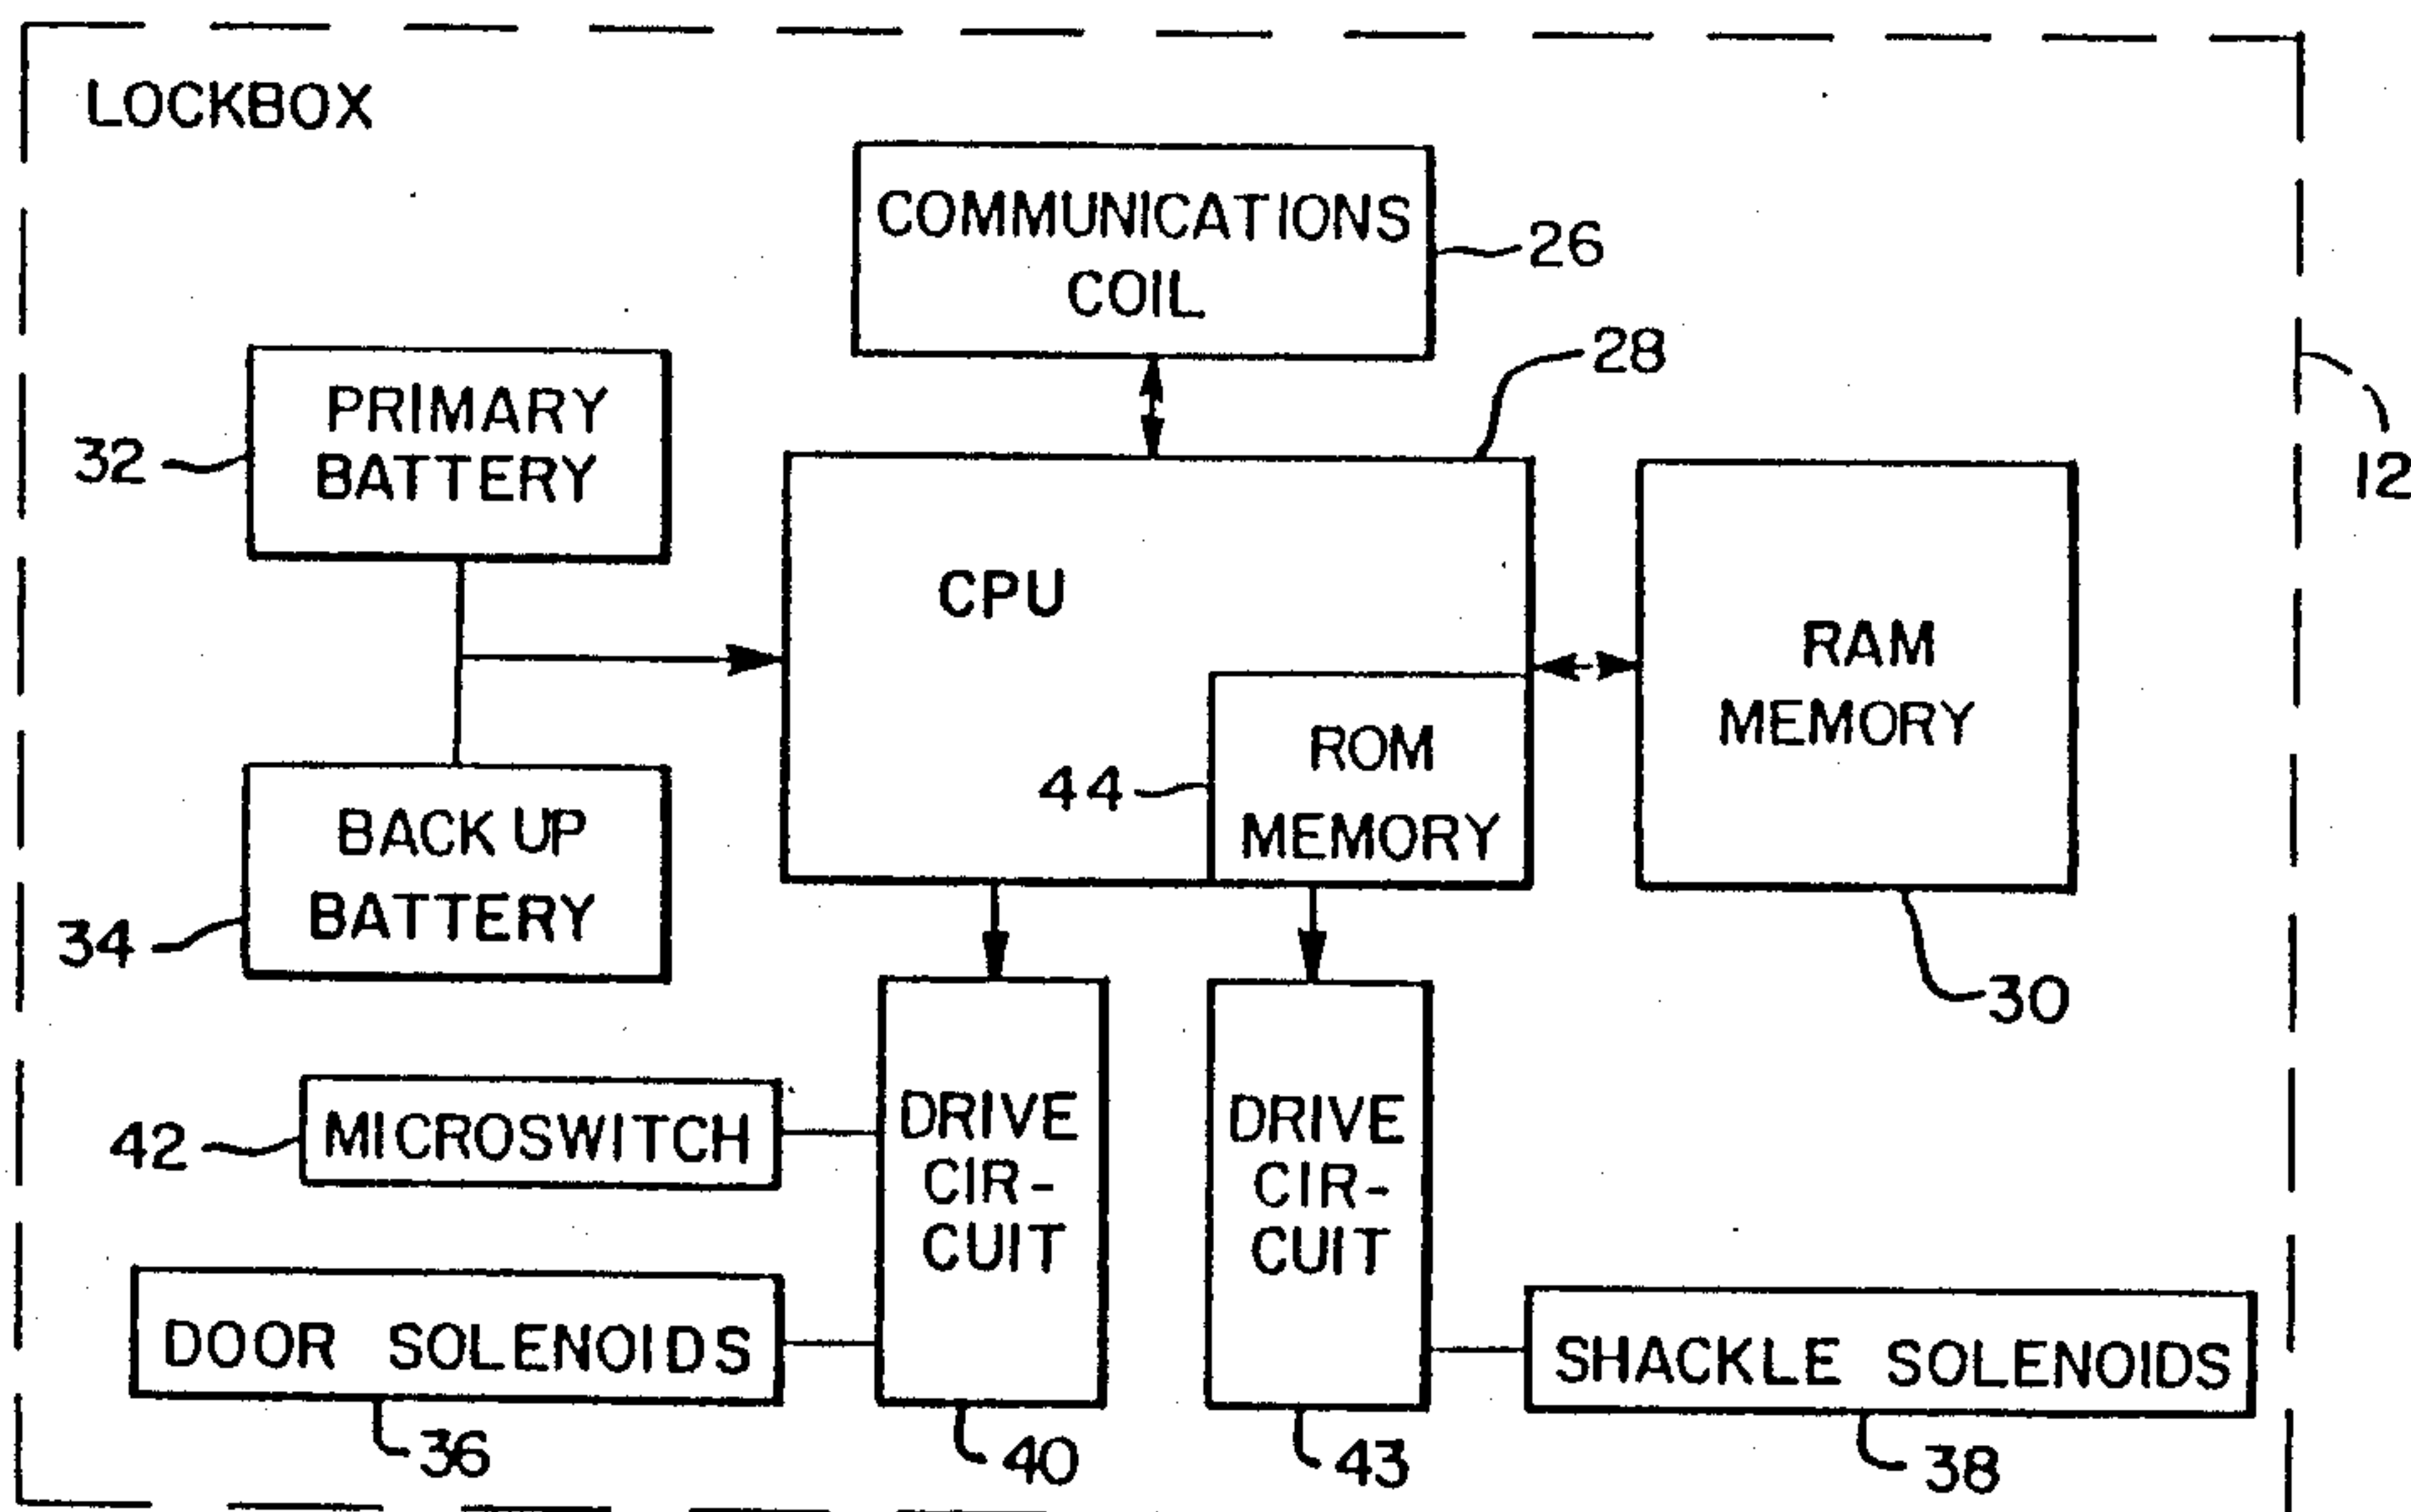 LOCKBOX
COMMUNICATIONS
COIL
26
28
PRIMARY
BATTERY
32
12
CPU
RAM
MEMORY
ROM
MEMORY
44
BACK UP
BATTERY
34
30
MICROSWITCH
42
DRIVE
CIR-
CUIT
DRIVE
CIR-
CUIT
DOOR SOLENOIDS
SHACKLE SOLENOIDS
36
40
43
38